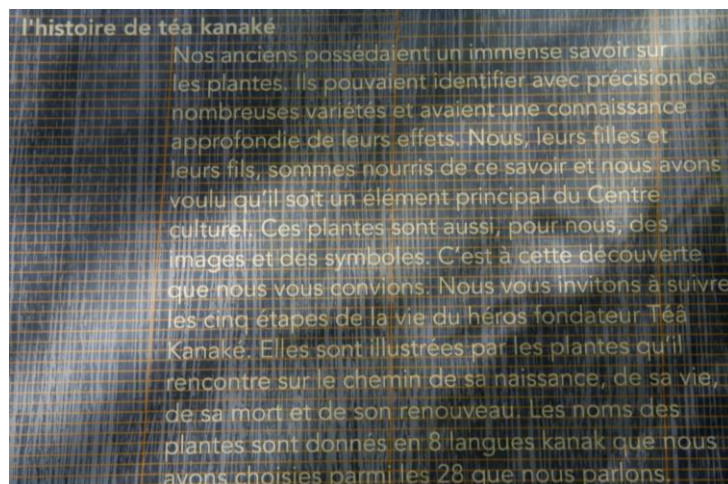 l'histoire de téa kanaké
Nos anciens possédaient un immense savoir sur
les plantes. Ils pouvaient identifier avec précision de
nombreuses variétés et avaient une connaissance
approfondie de leurs effets. Nous, leurs filles et
leurs fils, sommes nourris de ce savoir et nous avons
voulu qu'il soit un élément principal du Centre
culturel. Ces plantes sont aussi, pour nous, des
images et des symboles. C'est à cette découverte
que nous vous convions. Nous vous invitons à suivre
les cinq étapes de la vie du héros fondateur Téâ
Kanaké. Elles sont illustrées par les plantes qu'il
rencontre sur le chemin de sa naissance, de sa vie,
de sa mort et de son renouveau. Les noms des
plantes sont donnés en 8 langues kanak que nous
avons choisies parmi les 28 que nous parlons.